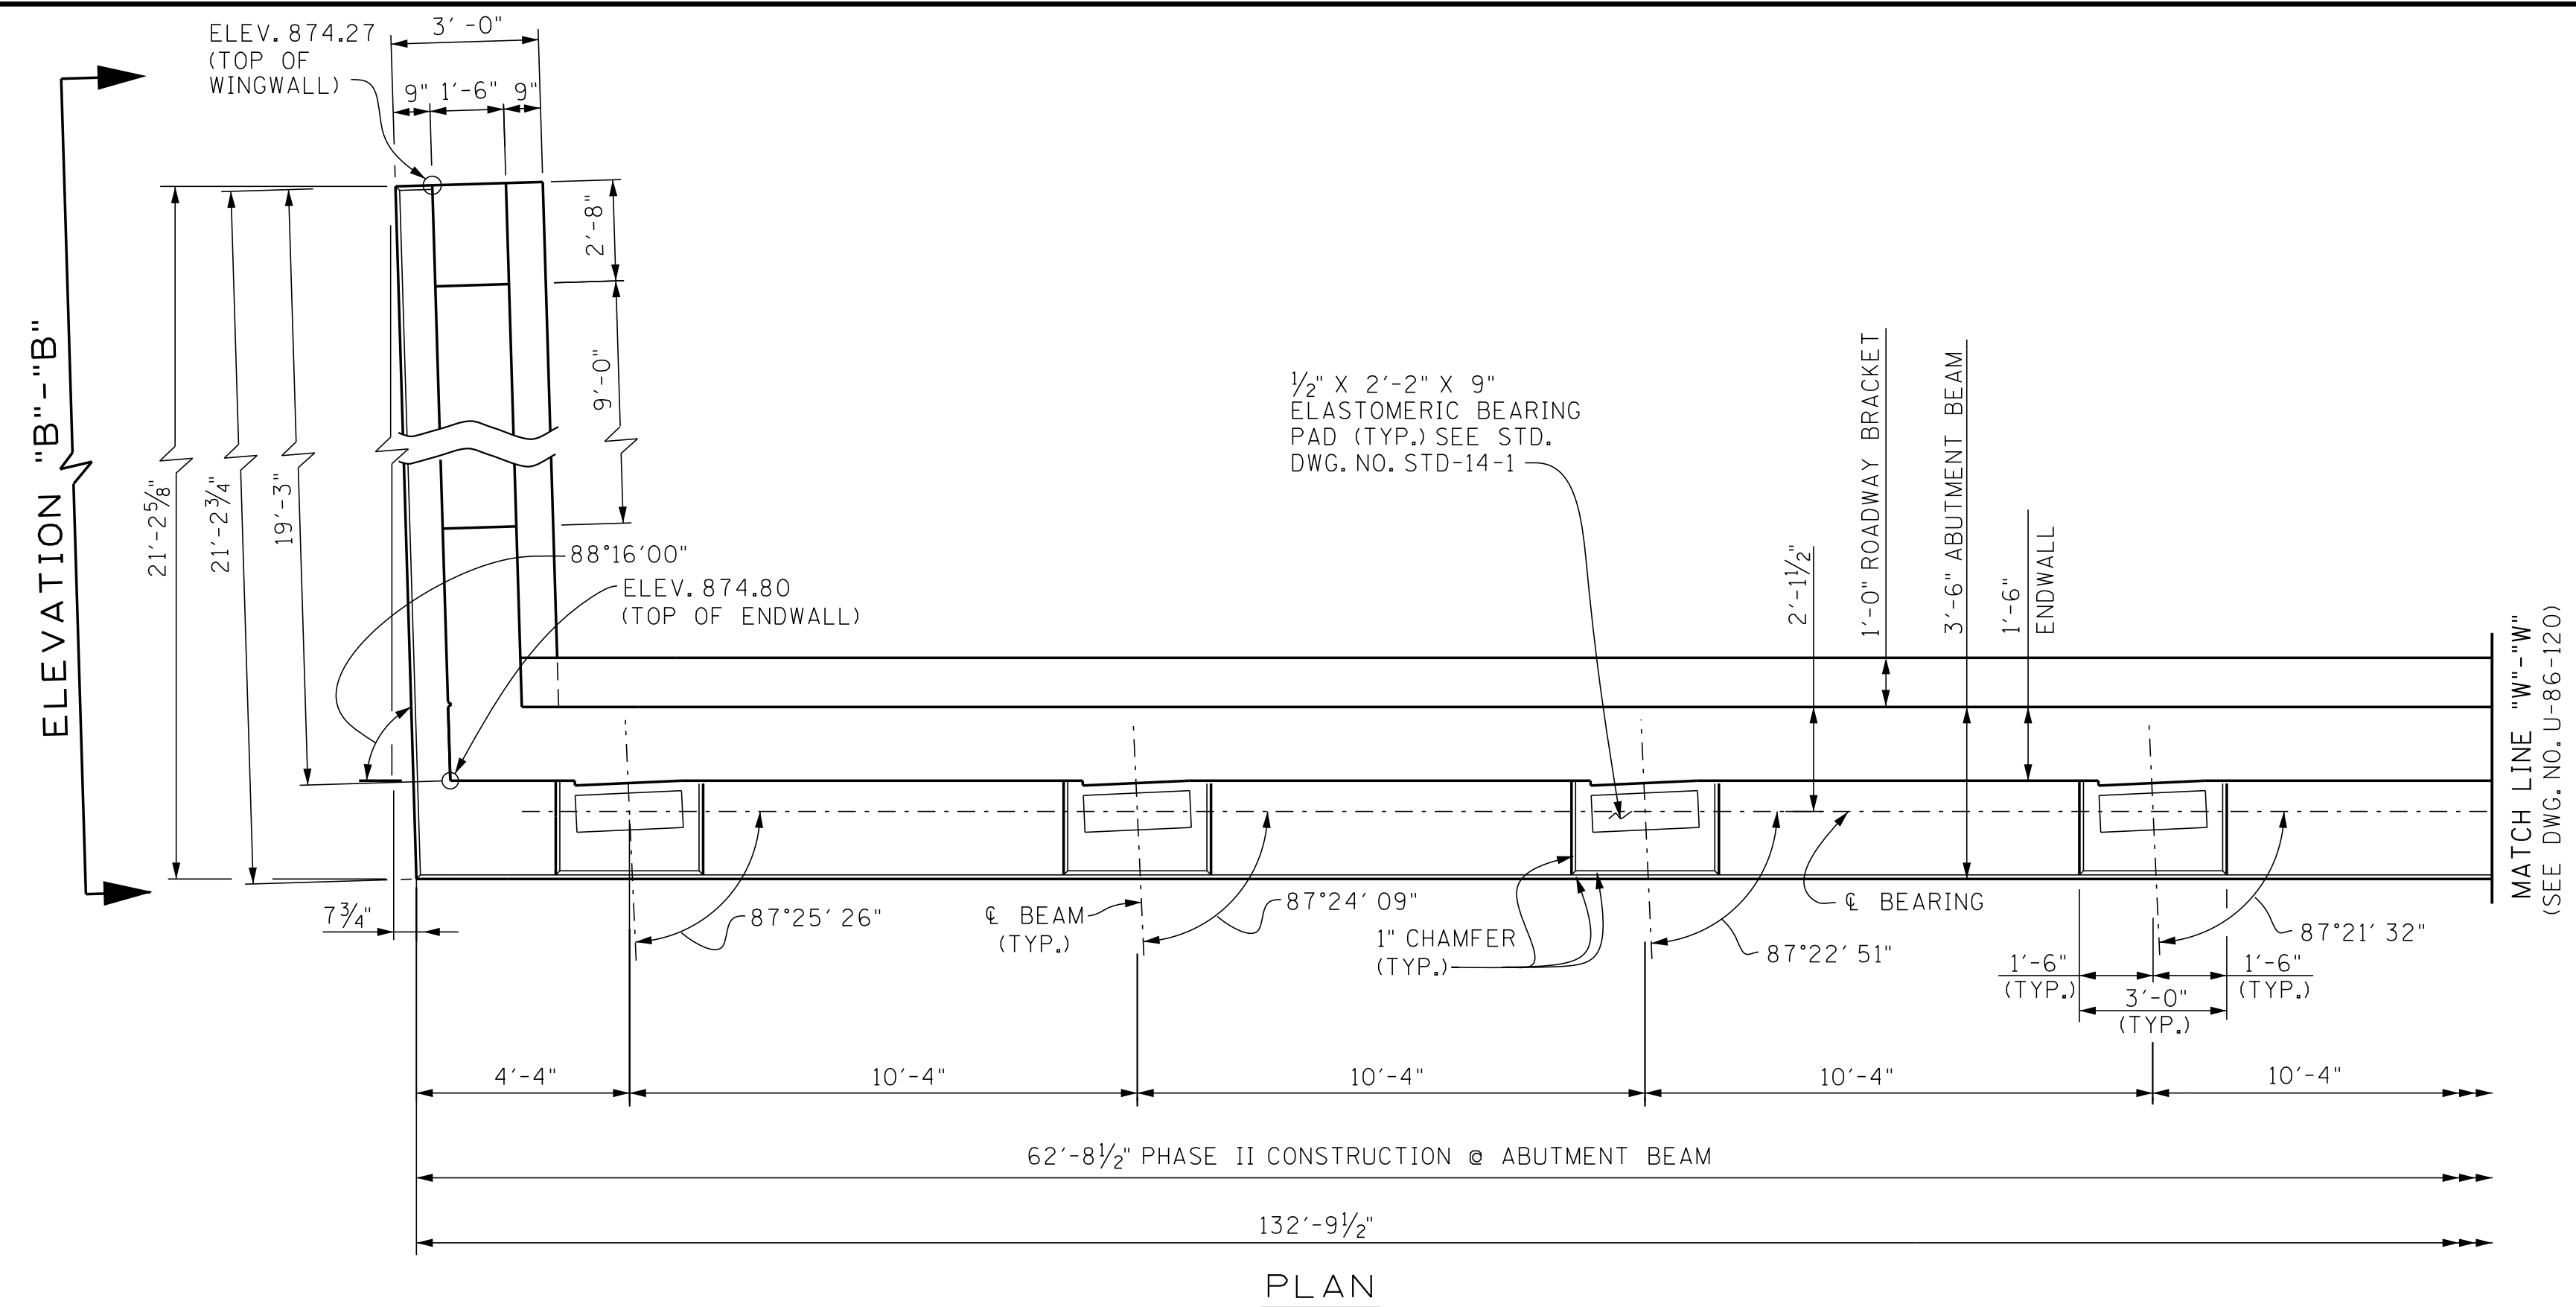 ELEV. 874.27
(TOP OF
WINGWALL)
3'-0"
9" 1'-6" 9"
2'-8"
9'-0"
ELEVATION "B"-"B"
21'-2⅝"
21'-2¾"
19'-3"
88°16'00"
ELEV. 874.80
(TOP OF ENDWALL)
½" X 2'-2" X 9"
ELASTOMERIC BEARING
PAD (TYP.) SEE STD.
DWG. NO. STD-14-1
2'-1½"
1'-0" ROADWAY BRACKET
3'-6" ABUTMENT BEAM
1'-6"
ENDWALL
MATCH LINE "W"-"W"
(SEE DWG. NO. U-86-120)
7¾"
87°25'26"
℄ BEAM
(TYP.)
87°24'09"
1" CHAMFER
(TYP.)
87°22'51"
℄ BEARING
87°21'32"
1'-6"
(TYP.)
1'-6"
(TYP.)
3'-0"
(TYP.)
4'-4" 10'-4" 10'-4" 10'-4" 10'-4"
62'-8½" PHASE II CONSTRUCTION @ ABUTMENT BEAM
132'-9½"
PLAN